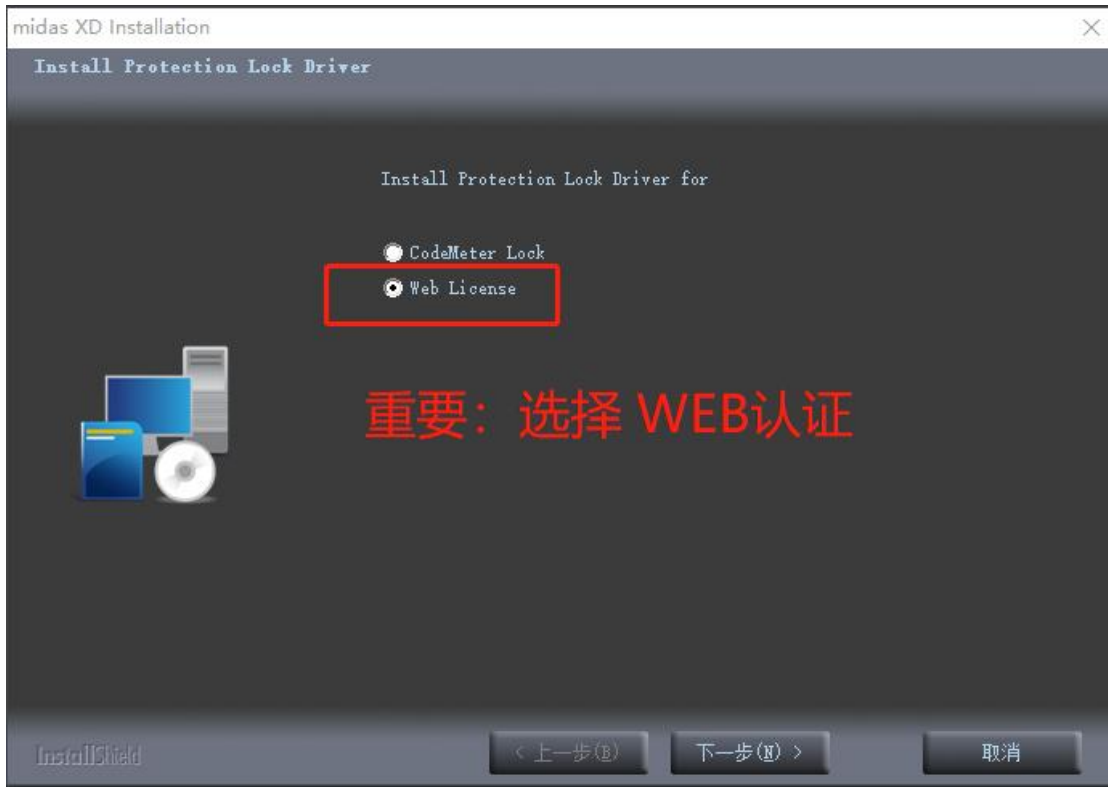 midas XD Installation
Install Protection Lock Driver
Install Protection Lock Driver for
CodeMeter Lock
Web License
重要：选择 WEB认证
InstallShield
< 上一步(B)
下一步(N) >
取消